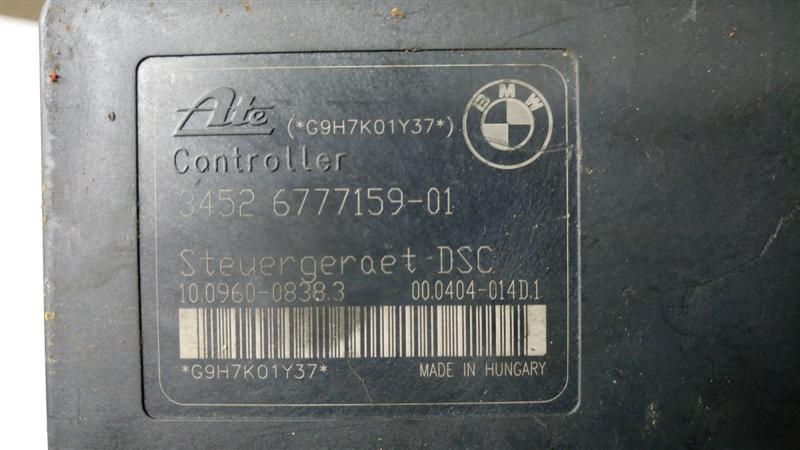 Ate (*G9H7K01Y37*) BMW
Controller
3452 6777159-01
Steuergeraet DSC
10.0960-0838.3 00.0404-014D.1
*G9H7K01Y37* MADE IN HUNGARY